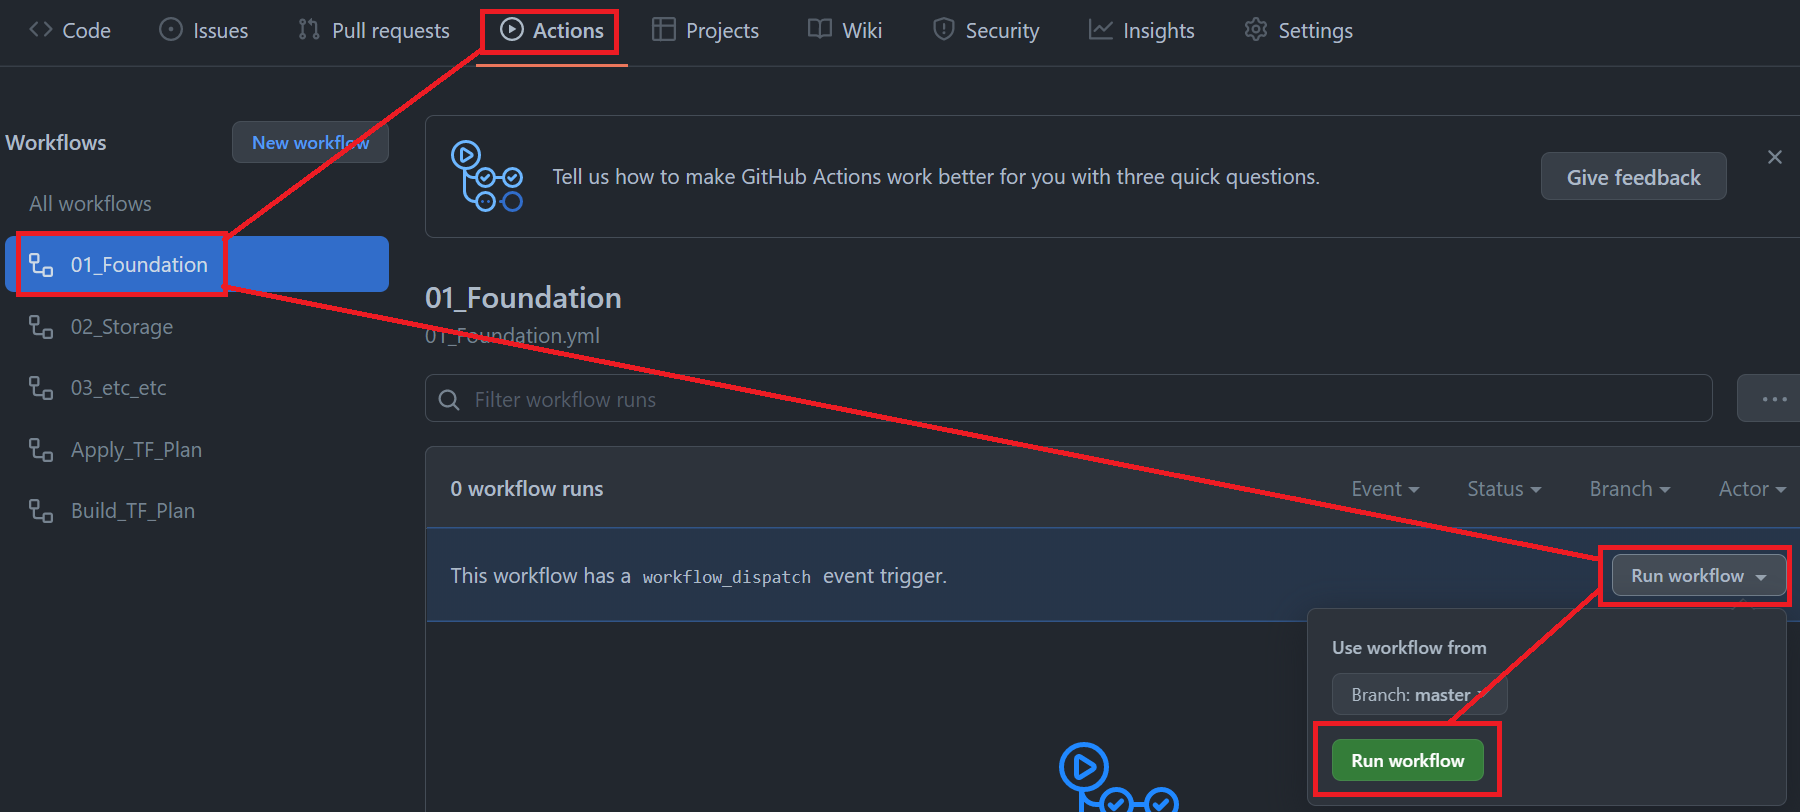 Code Issues Pull requests Actions Projects Wiki Security Insights Settings
Workflows
New workflow
All workflows
01_Foundation
02_Storage
03_etc_etc
Apply_TF_Plan
Build_TF_Plan
Tell us how to make GitHub Actions work better for you with three quick questions.
Give feedback
01_Foundation
01_Foundation.yml
Filter workflow runs
0 workflow runs
Event Status Branch Actor
This workflow has a workflow_dispatch event trigger.
Run workflow
Use workflow from
Branch: master
Run workflow